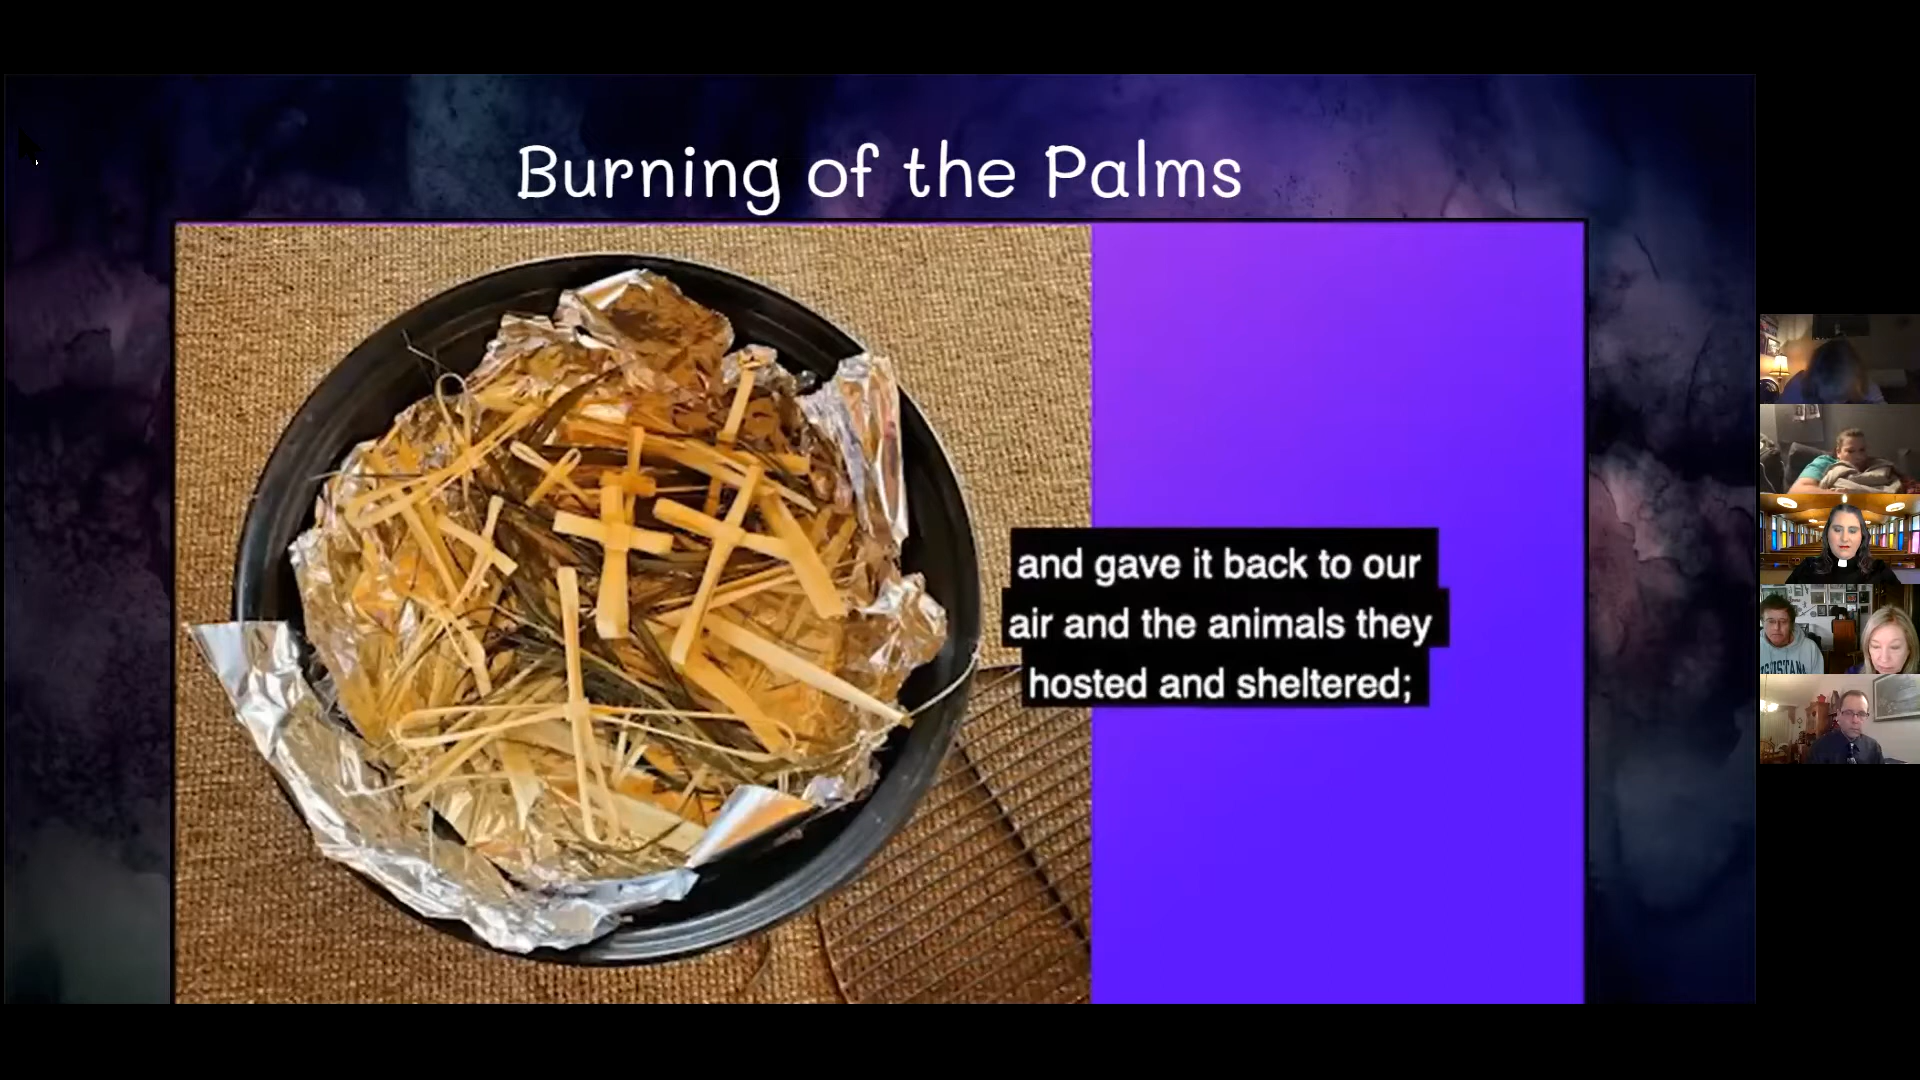 Burning of the Palms
and gave it back to our
air and the animals they
hosted and sheltered;